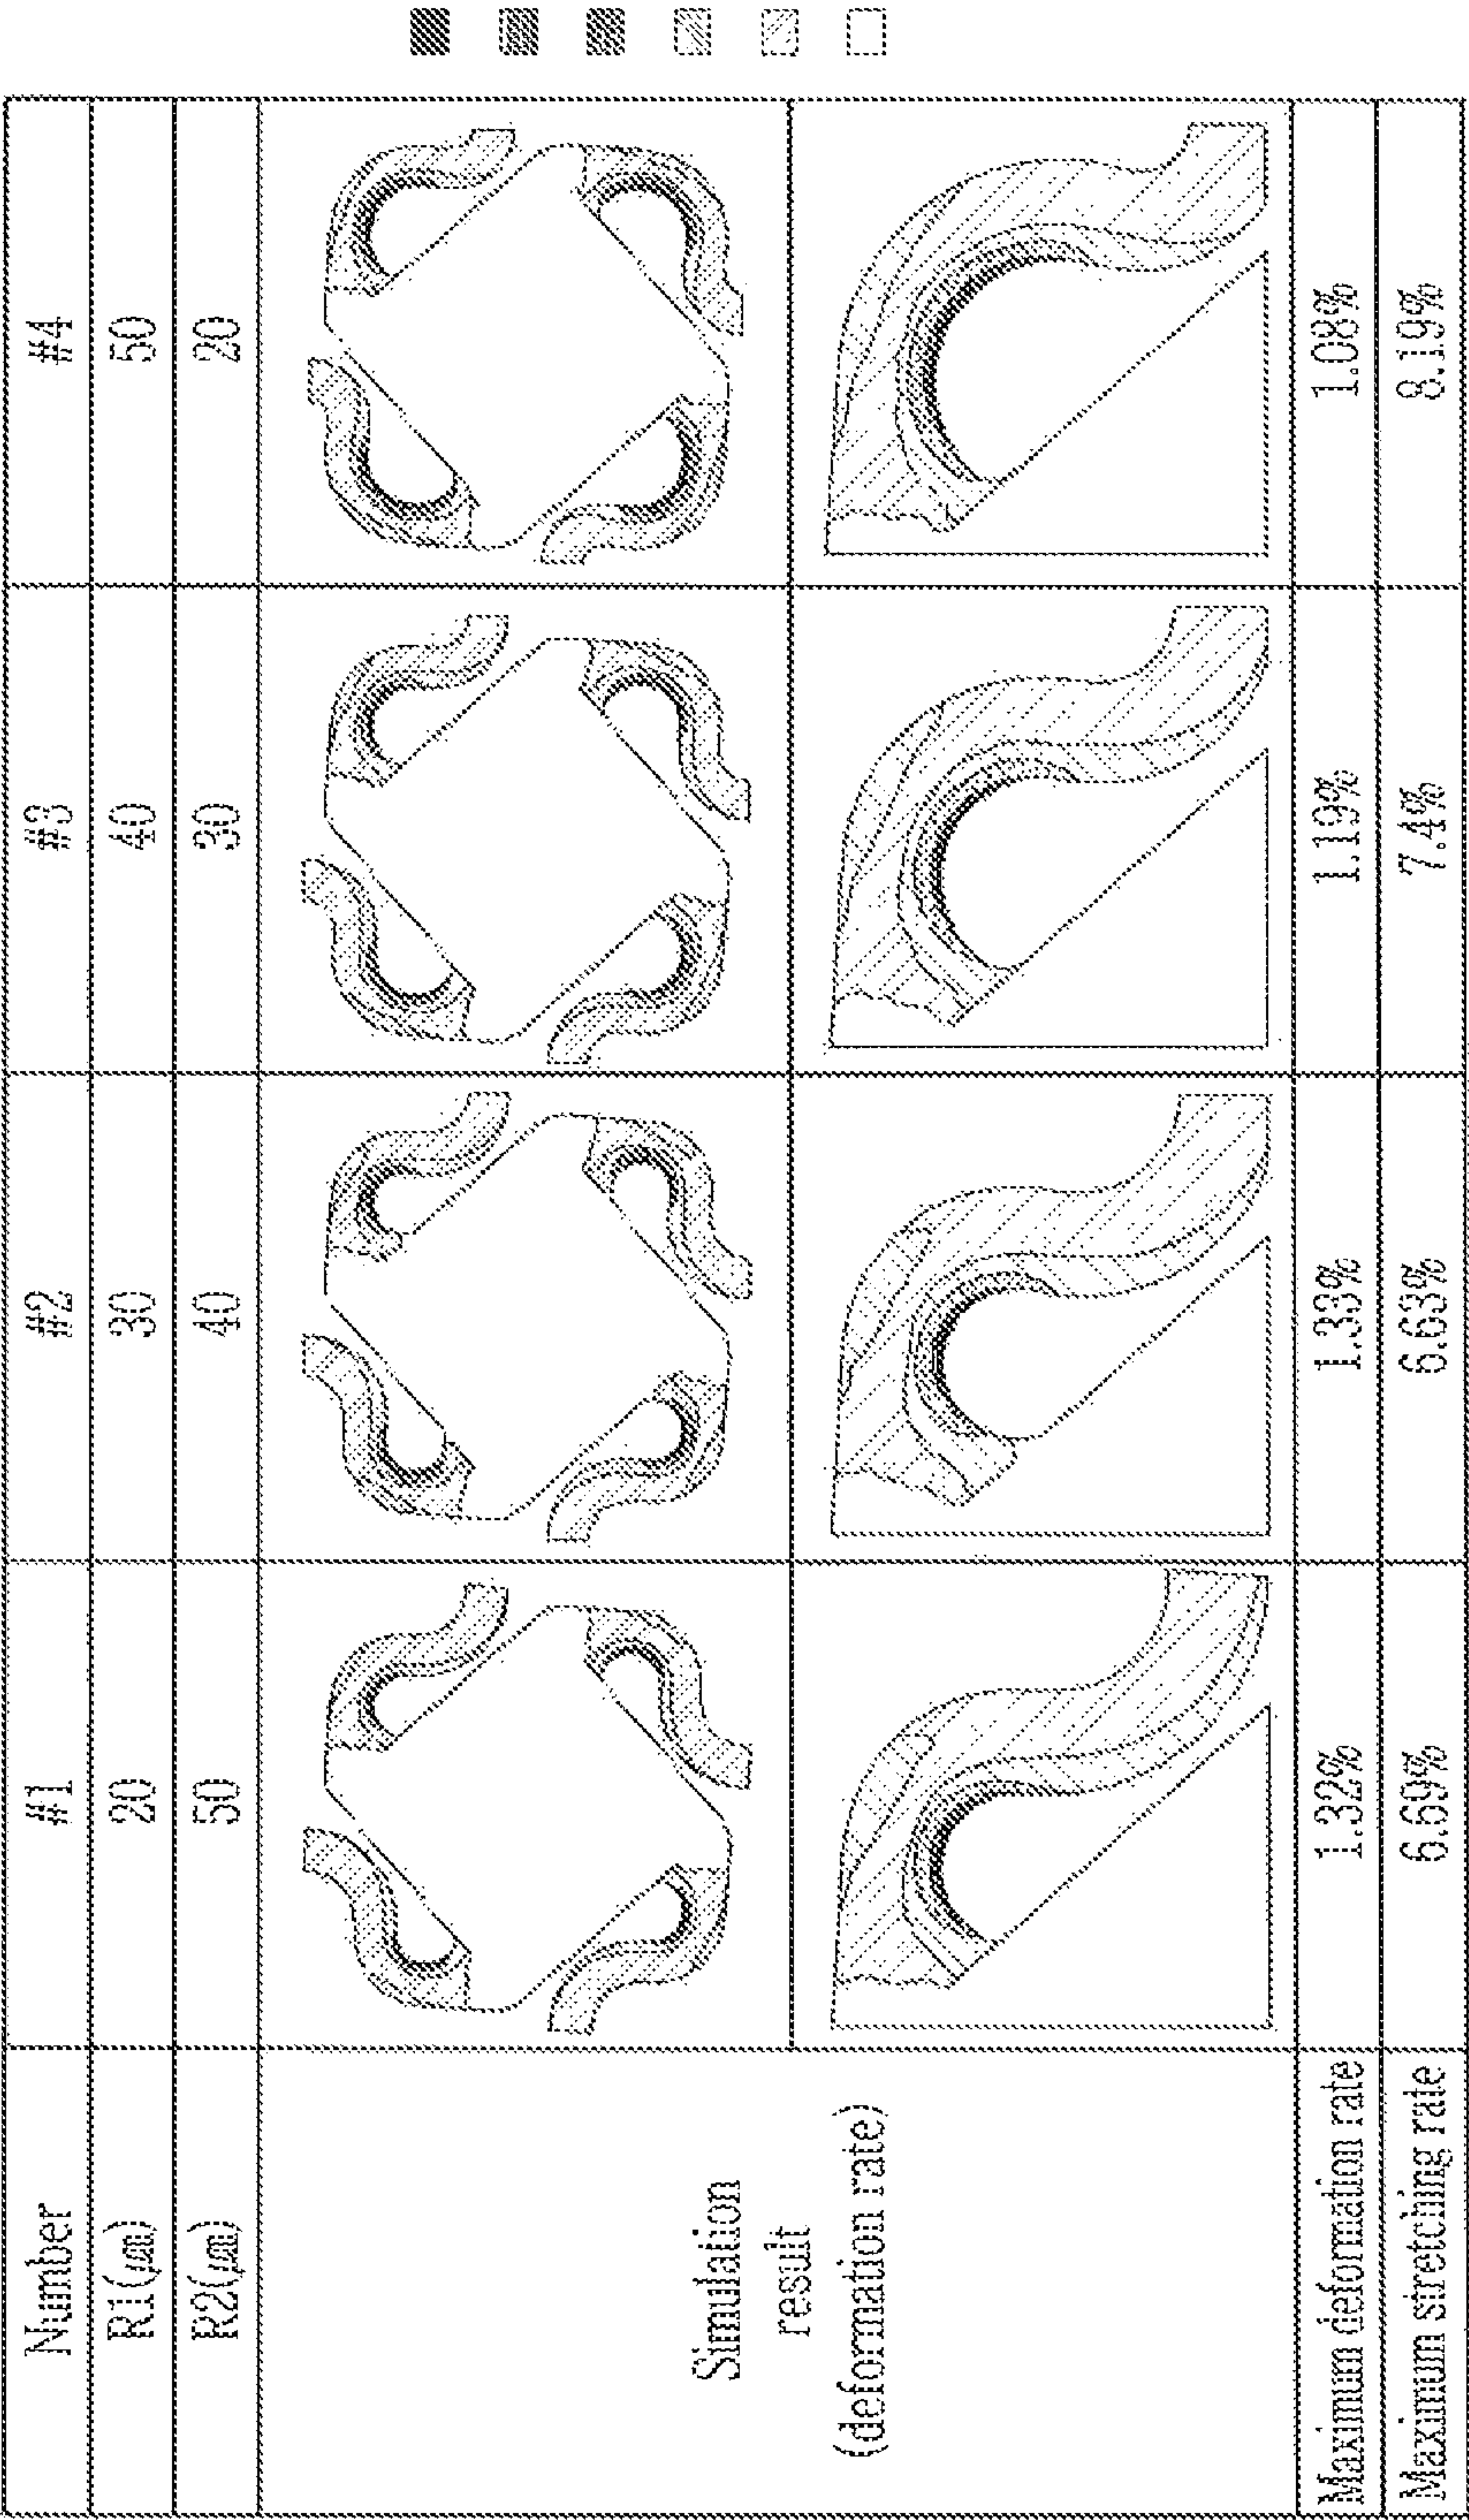 Number #1 #2 #3 #4
R1(㎛) 20 30 40 50
R2(㎛) 50 40 30 20
Simulation
result
(deformation rate)
Maximum deformation rate 1.32% 1.33% 1.19% 1.08%
Maximum stretching rate 6.69% 6.63% 7.4% 8.19%